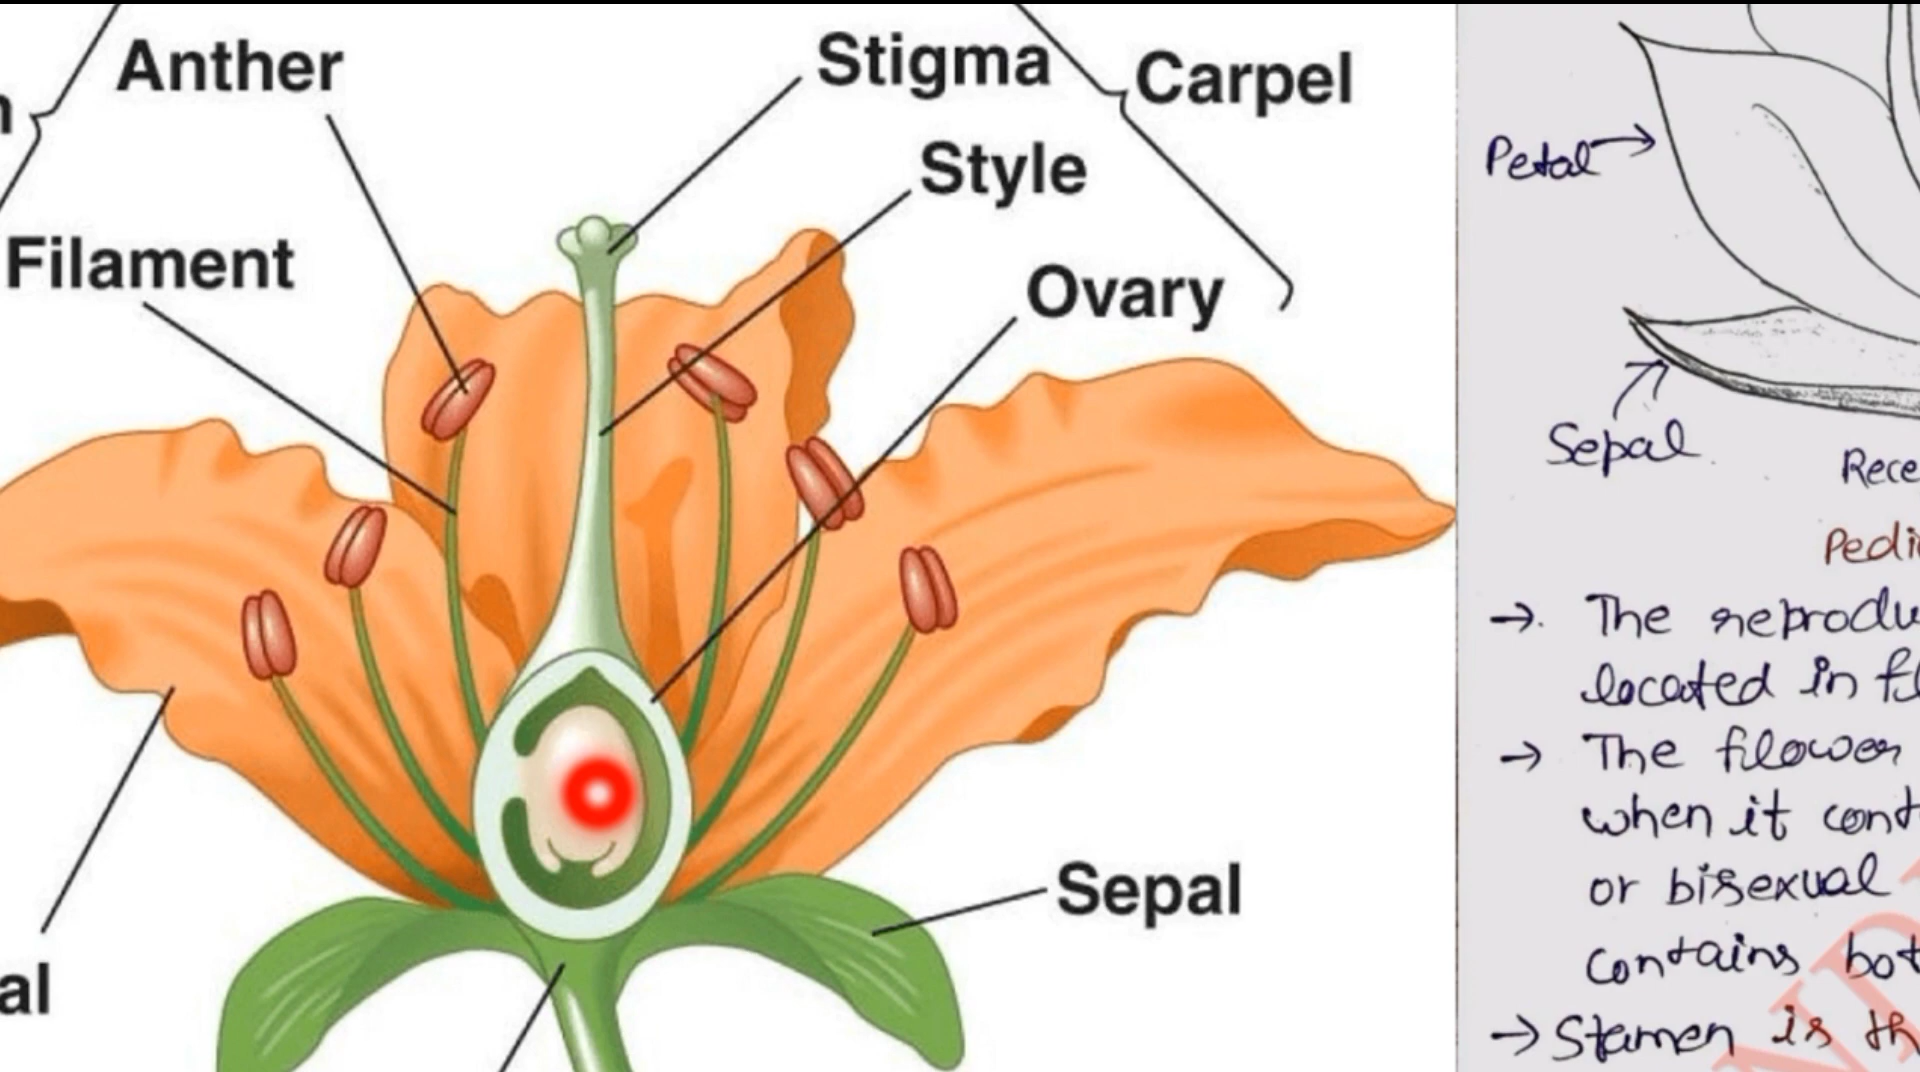 Anther
Stigma
Carpel
Style
Filament
Ovary
Sepal
al
Petal
Sepal
Rece
Pedi
→. The reprodu
located in fl
→ The flower
when it cont
or bisexual
contains bot
→ Stamen is th